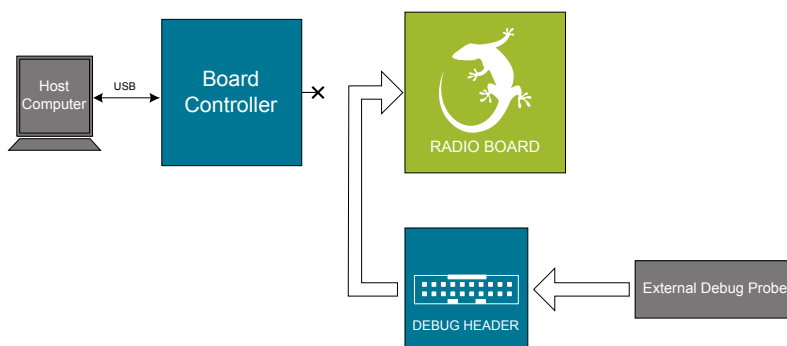 Host
Computer
USB
Board
Controller
RADIO BOARD
DEBUG HEADER
External Debug Probe